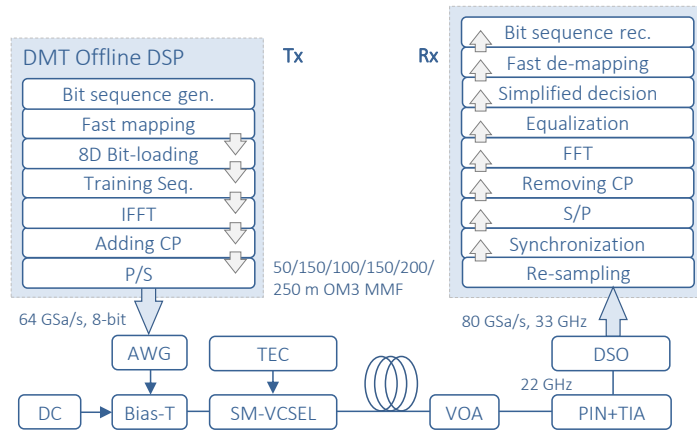 DMT Offline DSP
Bit sequence gen.
Fast mapping
8D Bit-loading
Training Seq.
IFFT
Adding CP
P/S
Tx
Rx
Bit sequence rec.
Fast de-mapping
Simplified decision
Equalization
FFT
Removing CP
S/P
Synchronization
Re-sampling
50/150/100/150/200/
250 m OM3 MMF
64 GSa/s, 8-bit
80 GSa/s, 33 GHz
AWG
TEC
DSO
22 GHz
DC
Bias-T
SM-VCSEL
VOA
PIN+TIA